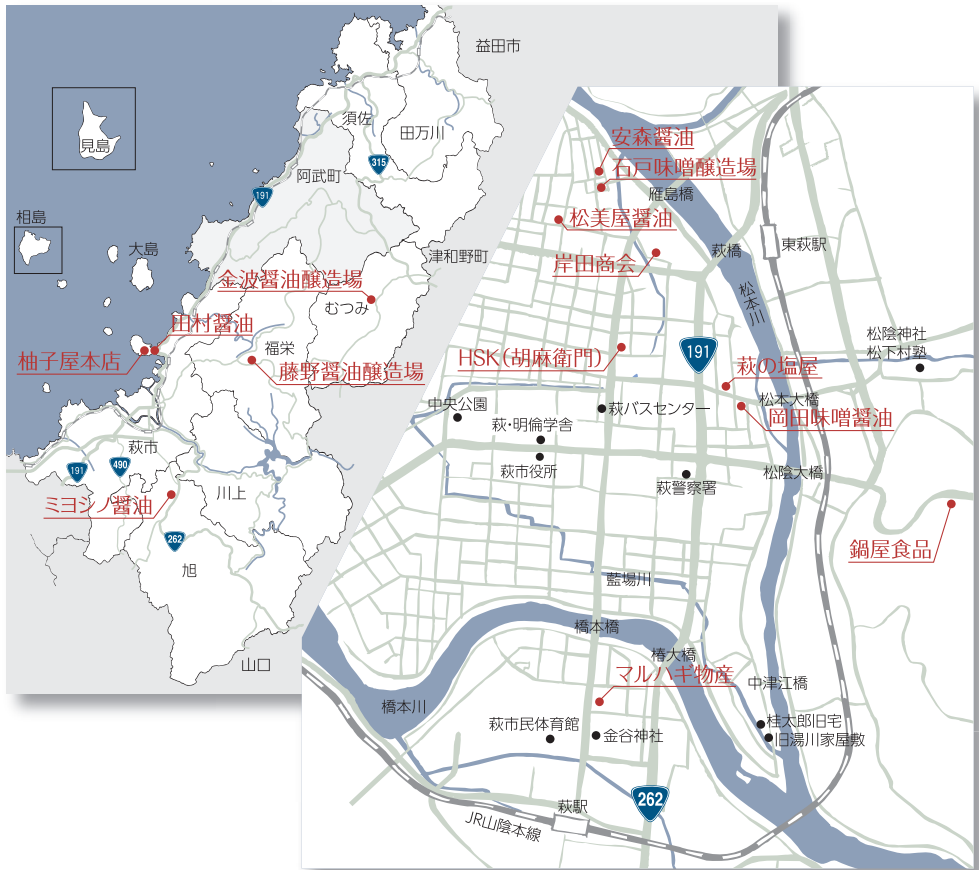 益田市
須佐
田万川
見島
315
阿武町
191
相島
大島
津和野町
金波醤油醸造場
むつみ
田村醤油
柚子屋本店
福栄
藤野醤油醸造場
萩市
191
490
川上
ミヨシノ醤油
262
旭
山口
安森醤油
石戸味噌醸造場
雁島橋
松美屋醤油
萩橋
東萩駅
岸田商会
松本川
松陰神社
松下村塾
HSK(胡麻衛門)
191
萩の塩屋
松本大橋
中央公園
萩バスセンター
岡田味噌醤油
萩・明倫学舎
萩市役所
松陰大橋
萩警察署
鍋屋食品
藍場川
橋本橋
椿大橋
マルハギ物産
中津江橋
橋本川
萩市民体育館
金谷神社
桂太郎旧宅
旧湯川家屋敷
262
萩駅
JR山陰本線